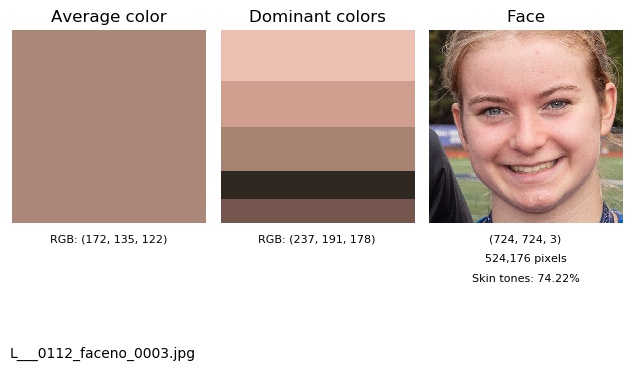 Average color
Dominant colors
Face
RGB: (172, 135, 122)
RGB: (237, 191, 178)
(724, 724, 3)
524,176 pixels
Skin tones: 74.22%
L___0112_faceno_0003.jpg